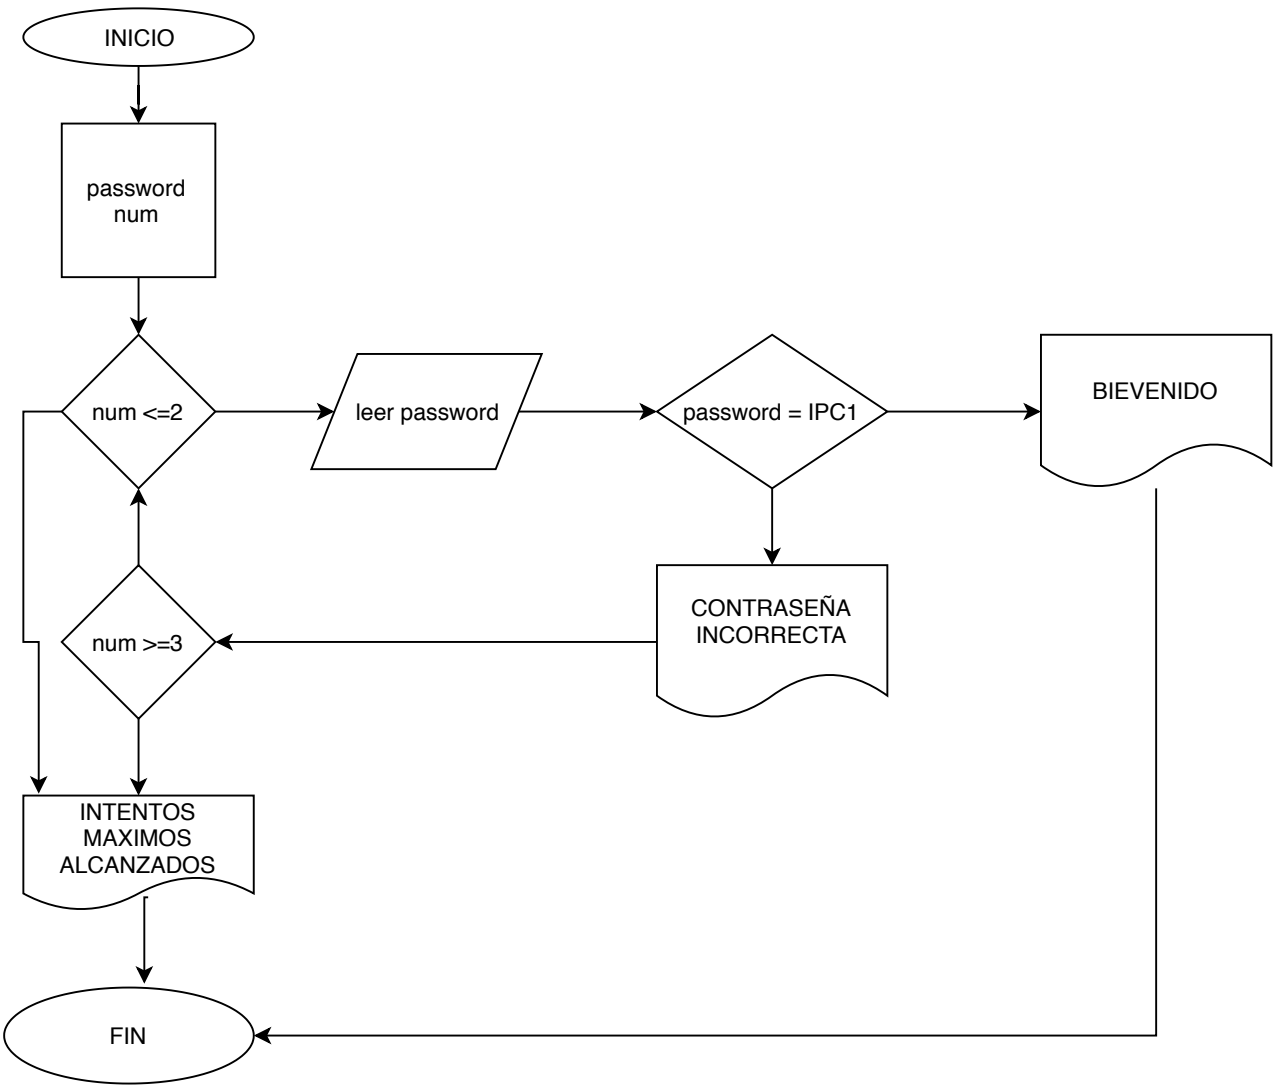 INICIO
password
num
num <=2
leer password
password = IPC1
BIEVENIDO
CONTRASEÑA
INCORRECTA
num >=3
INTENTOS
MAXIMOS
ALCANZADOS
FIN